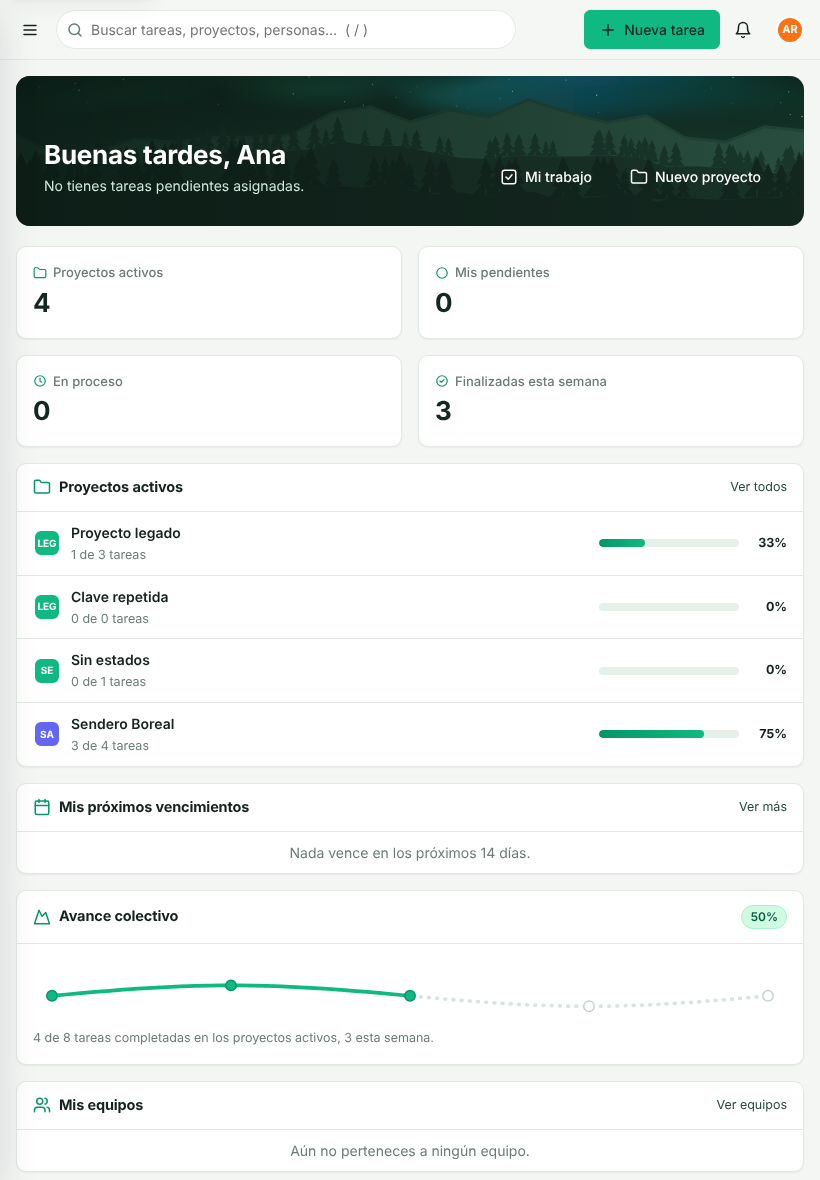 Buscar tareas, proyectos, personas... ( / )
Nueva tarea
AR
Buenas tardes, Ana
No tienes tareas pendientes asignadas.
Mi trabajo
Nuevo proyecto
Proyectos activos
4
Mis pendientes
0
En proceso
0
Finalizadas esta semana
3
Proyectos activos
Ver todos
LEG
Proyecto legado
1 de 3 tareas
33%
LEG
Clave repetida
0 de 0 tareas
0%
SE
Sin estados
0 de 1 tareas
0%
SA
Sendero Boreal
3 de 4 tareas
75%
Mis próximos vencimientos
Ver más
Nada vence en los próximos 14 días.
Avance colectivo
50%
4 de 8 tareas completadas en los proyectos activos, 3 esta semana.
Mis equipos
Ver equipos
Aún no perteneces a ningún equipo.